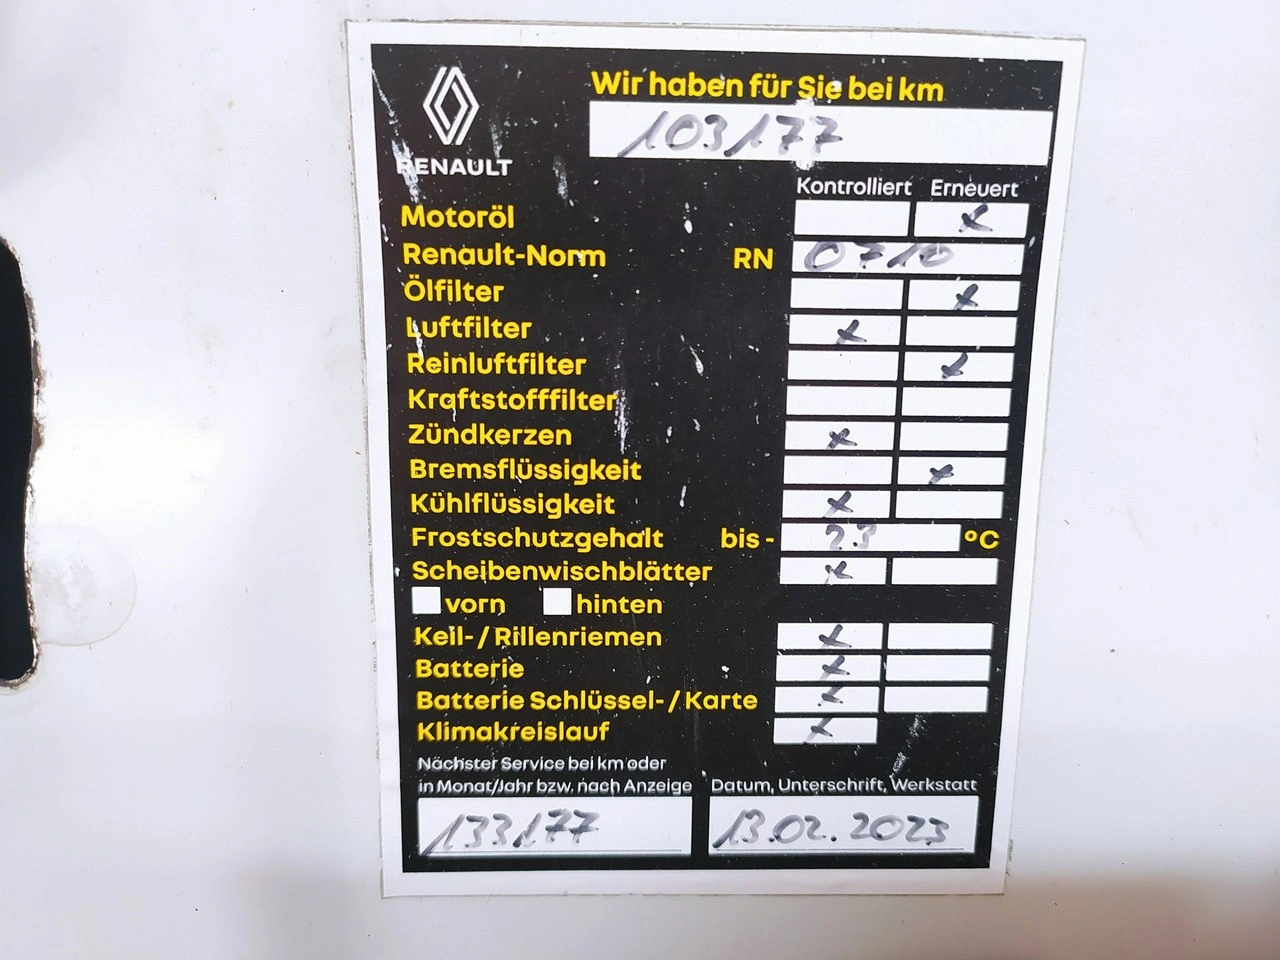 RENAULT
Wir haben für Sie bei km
103177
Kontrolliert Erneuert
Motoröl x
Renault-Norm RN 0710
Ölfilter x
Luftfilter x
Reinluftfilter x
Kraftstofffilter
Zündkerzen x
Bremsflüssigkeit x
Kühlflüssigkeit x
Frostschutzgehalt bis - 23 °C
Scheibenwischblätter x
vorn hinten
Keil-/Rillenriemen x
Batterie x
Batterie Schlüssel-/Karte x
Klimakreislauf x
Nächster Service bei km oder
in Monat/Jahr bzw. nach Anzeige
133177
Datum, Unterschrift, Werkstatt
13.02.2023